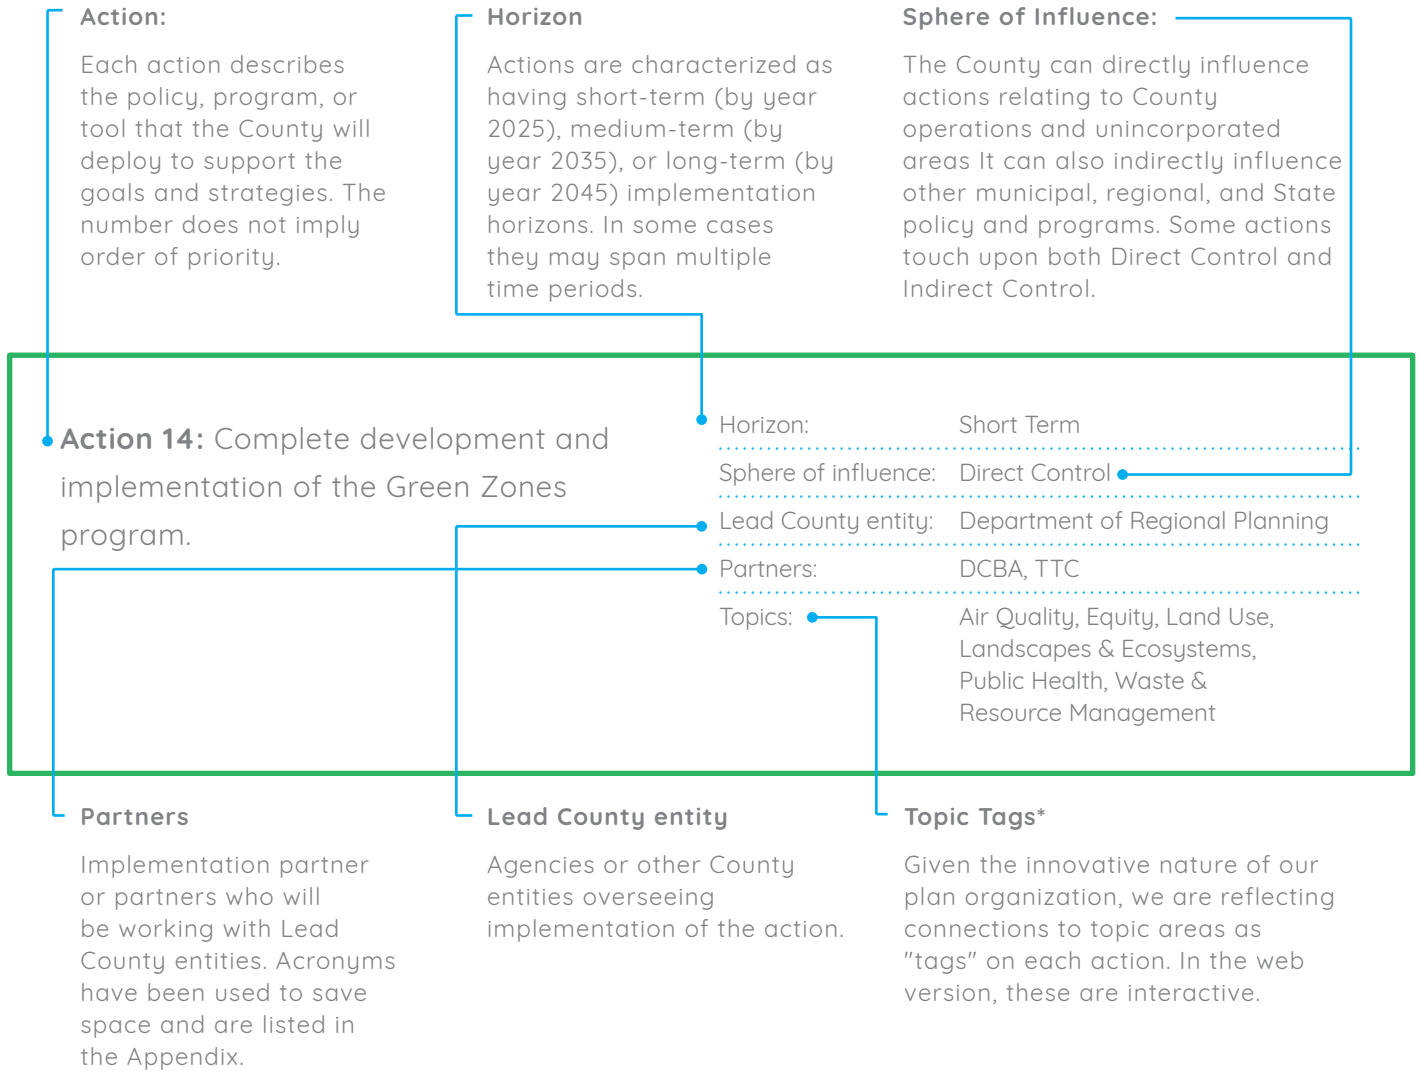 Action:
Each action describes
the policy, program, or
tool that the County will
deploy to support the
goals and strategies. The
number does not imply
order of priority.
Horizon
Actions are characterized as
having short-term (by year
2025), medium-term (by
year 2035), or long-term (by
year 2045) implementation
horizons. In some cases
they may span multiple
time periods.
Sphere of Influence:
The County can directly influence
actions relating to County
operations and unincorporated
areas It can also indirectly influence
other municipal, regional, and State
policy and programs. Some actions
touch upon both Direct Control and
Indirect Control.
Action 14: Complete development and
implementation of the Green Zones
program.
Horizon: Short Term
Sphere of influence: Direct Control
Lead County entity: Department of Regional Planning
Partners: DCBA, TTC
Topics: Air Quality, Equity, Land Use,
Landscapes & Ecosystems,
Public Health, Waste &
Resource Management
Partners
Implementation partner
or partners who will
be working with Lead
County entities. Acronyms
have been used to save
space and are listed in
the Appendix.
Lead County entity
Agencies or other County
entities overseeing
implementation of the action.
Topic Tags*
Given the innovative nature of our
plan organization, we are reflecting
connections to topic areas as
"tags" on each action. In the web
version, these are interactive.